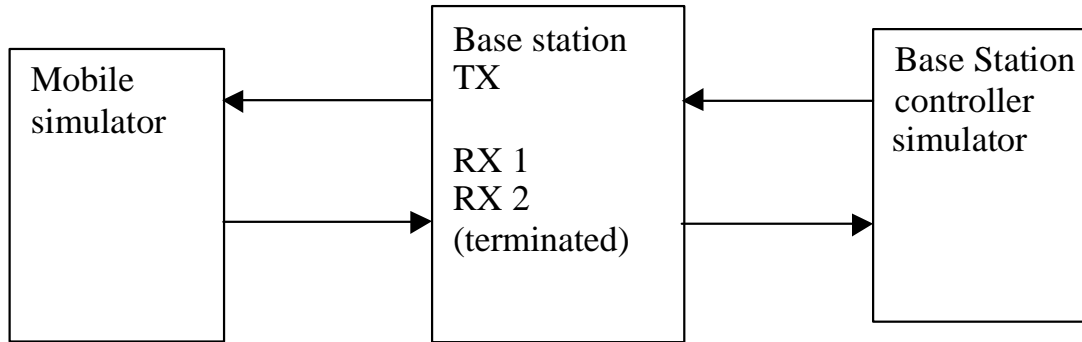 Mobile
simulator
Base station
TX
RX 1
RX 2
(terminated)
Base Station
controller
simulator